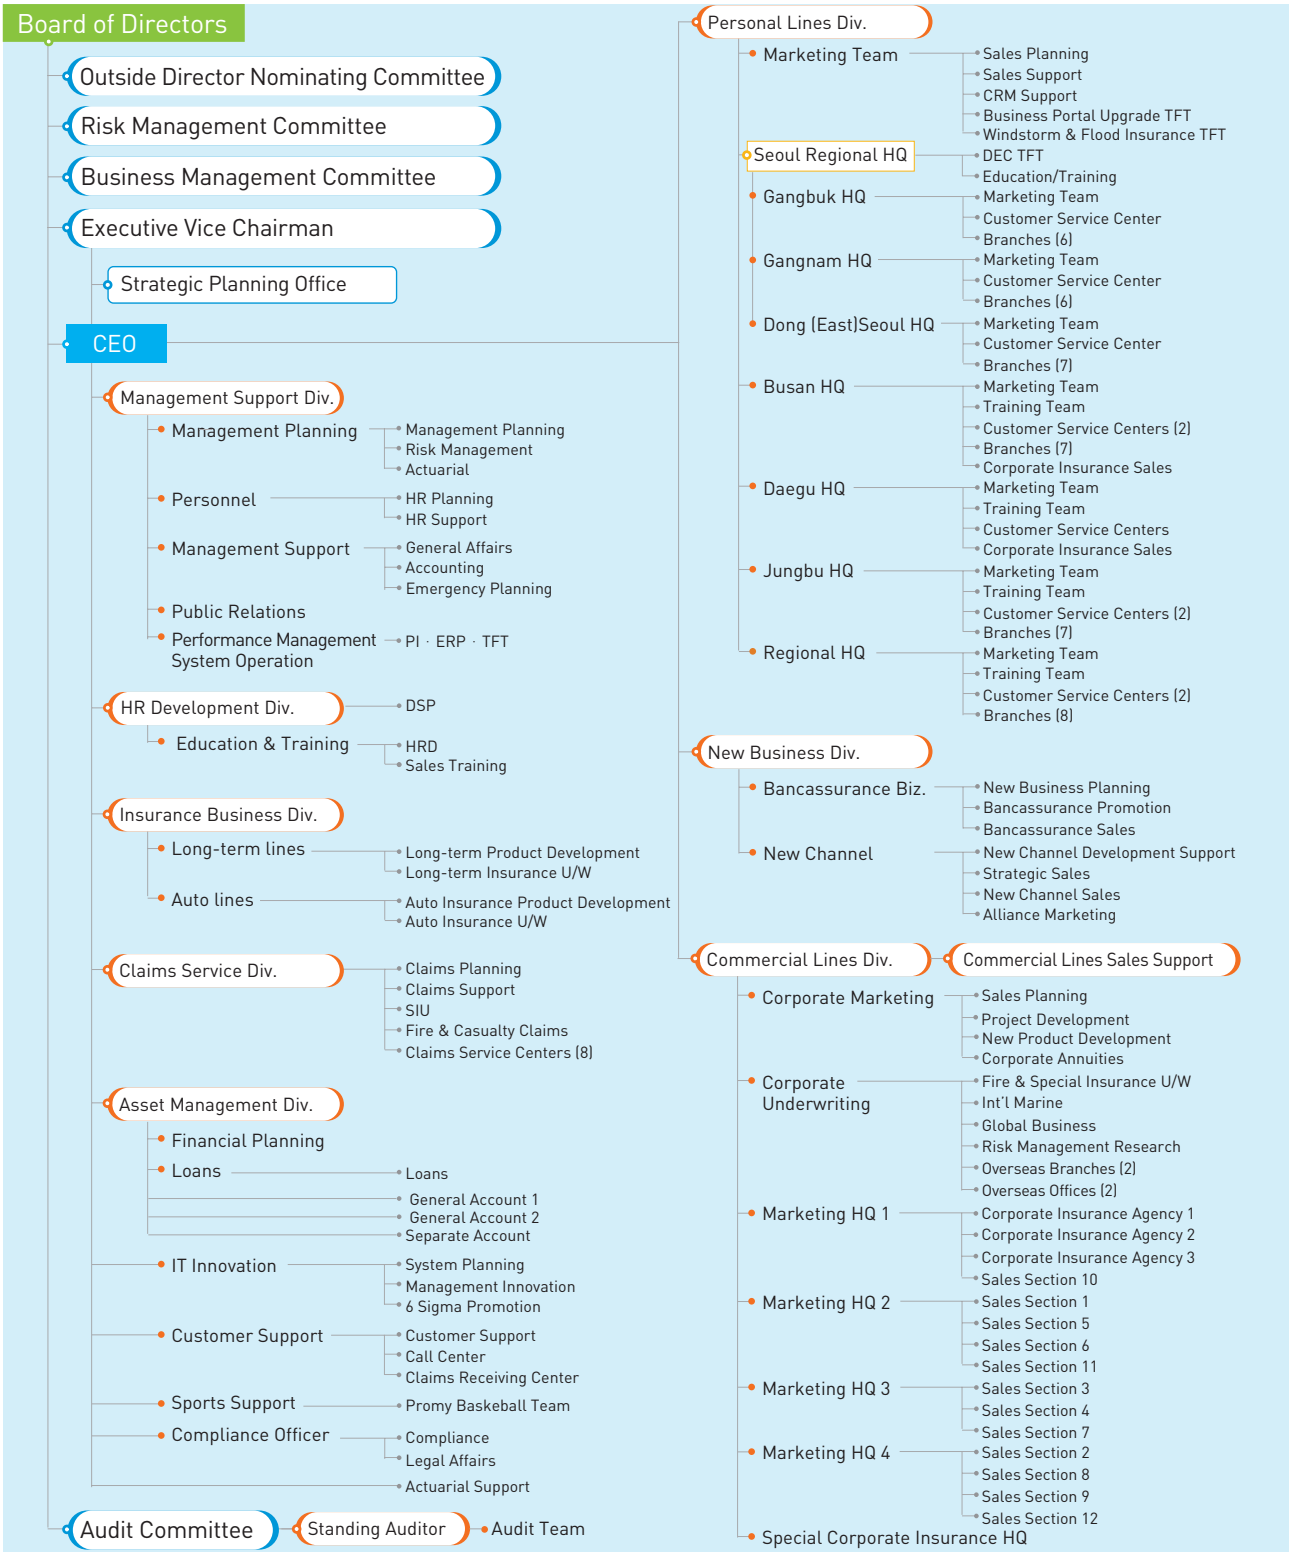 Board of Directors
Outside Director Nominating Committee
Risk Management Committee
Business Management Committee
Executive Vice Chairman
Strategic Planning Office
CEO
Management Support Div.
Management Planning
Management Planning
Risk Management
Actuarial
Personnel
HR Planning
HR Support
Management Support
General Affairs
Accounting
Emergency Planning
Public Relations
Performance Management
System Operation
PI · ERP · TFT
HR Development Div.
DSP
Education & Training
HRD
Sales Training
Insurance Business Div.
Long-term lines
Long-term Product Development
Long-term Insurance U/W
Auto lines
Auto Insurance Product Development
Auto Insurance U/W
Claims Service Div.
Claims Planning
Claims Support
SIU
Fire & Casualty Claims
Claims Service Centers (8)
Asset Management Div.
Financial Planning
Loans
Loans
General Account 1
General Account 2
Separate Account
IT Innovation
System Planning
Management Innovation
6 Sigma Promotion
Customer Support
Customer Support
Call Center
Claims Receiving Center
Sports Support
Promy Baskeball Team
Compliance Officer
Compliance
Legal Affairs
Actuarial Support
Audit Committee
Standing Auditor
Audit Team
Personal Lines Div.
Marketing Team
Sales Planning
Sales Support
CRM Support
Business Portal Upgrade TFT
Windstorm & Flood Insurance TFT
Seoul Regional HQ
DEC TFT
Education/Training
Gangbuk HQ
Marketing Team
Customer Service Center
Branches (6)
Gangnam HQ
Marketing Team
Customer Service Center
Branches (6)
Dong (East)Seoul HQ
Marketing Team
Customer Service Center
Branches (7)
Busan HQ
Marketing Team
Training Team
Customer Service Centers (2)
Branches (7)
Corporate Insurance Sales
Daegu HQ
Marketing Team
Training Team
Customer Service Centers
Corporate Insurance Sales
Jungbu HQ
Marketing Team
Training Team
Customer Service Centers (2)
Branches (7)
Regional HQ
Marketing Team
Training Team
Customer Service Centers (2)
Branches (8)
New Business Div.
Bancassurance Biz.
New Business Planning
Bancassurance Promotion
Bancassurance Sales
New Channel
New Channel Development Support
Strategic Sales
New Channel Sales
Alliance Marketing
Commercial Lines Div.
Commercial Lines Sales Support
Corporate Marketing
Sales Planning
Project Development
New Product Development
Corporate Annuities
Corporate
Underwriting
Fire & Special Insurance U/W
Int'l Marine
Global Business
Risk Management Research
Overseas Branches (2)
Overseas Offices (2)
Marketing HQ 1
Corporate Insurance Agency 1
Corporate Insurance Agency 2
Corporate Insurance Agency 3
Sales Section 10
Marketing HQ 2
Sales Section 1
Sales Section 5
Sales Section 6
Sales Section 11
Marketing HQ 3
Sales Section 3
Sales Section 4
Sales Section 7
Marketing HQ 4
Sales Section 2
Sales Section 8
Sales Section 9
Sales Section 12
Special Corporate Insurance HQ